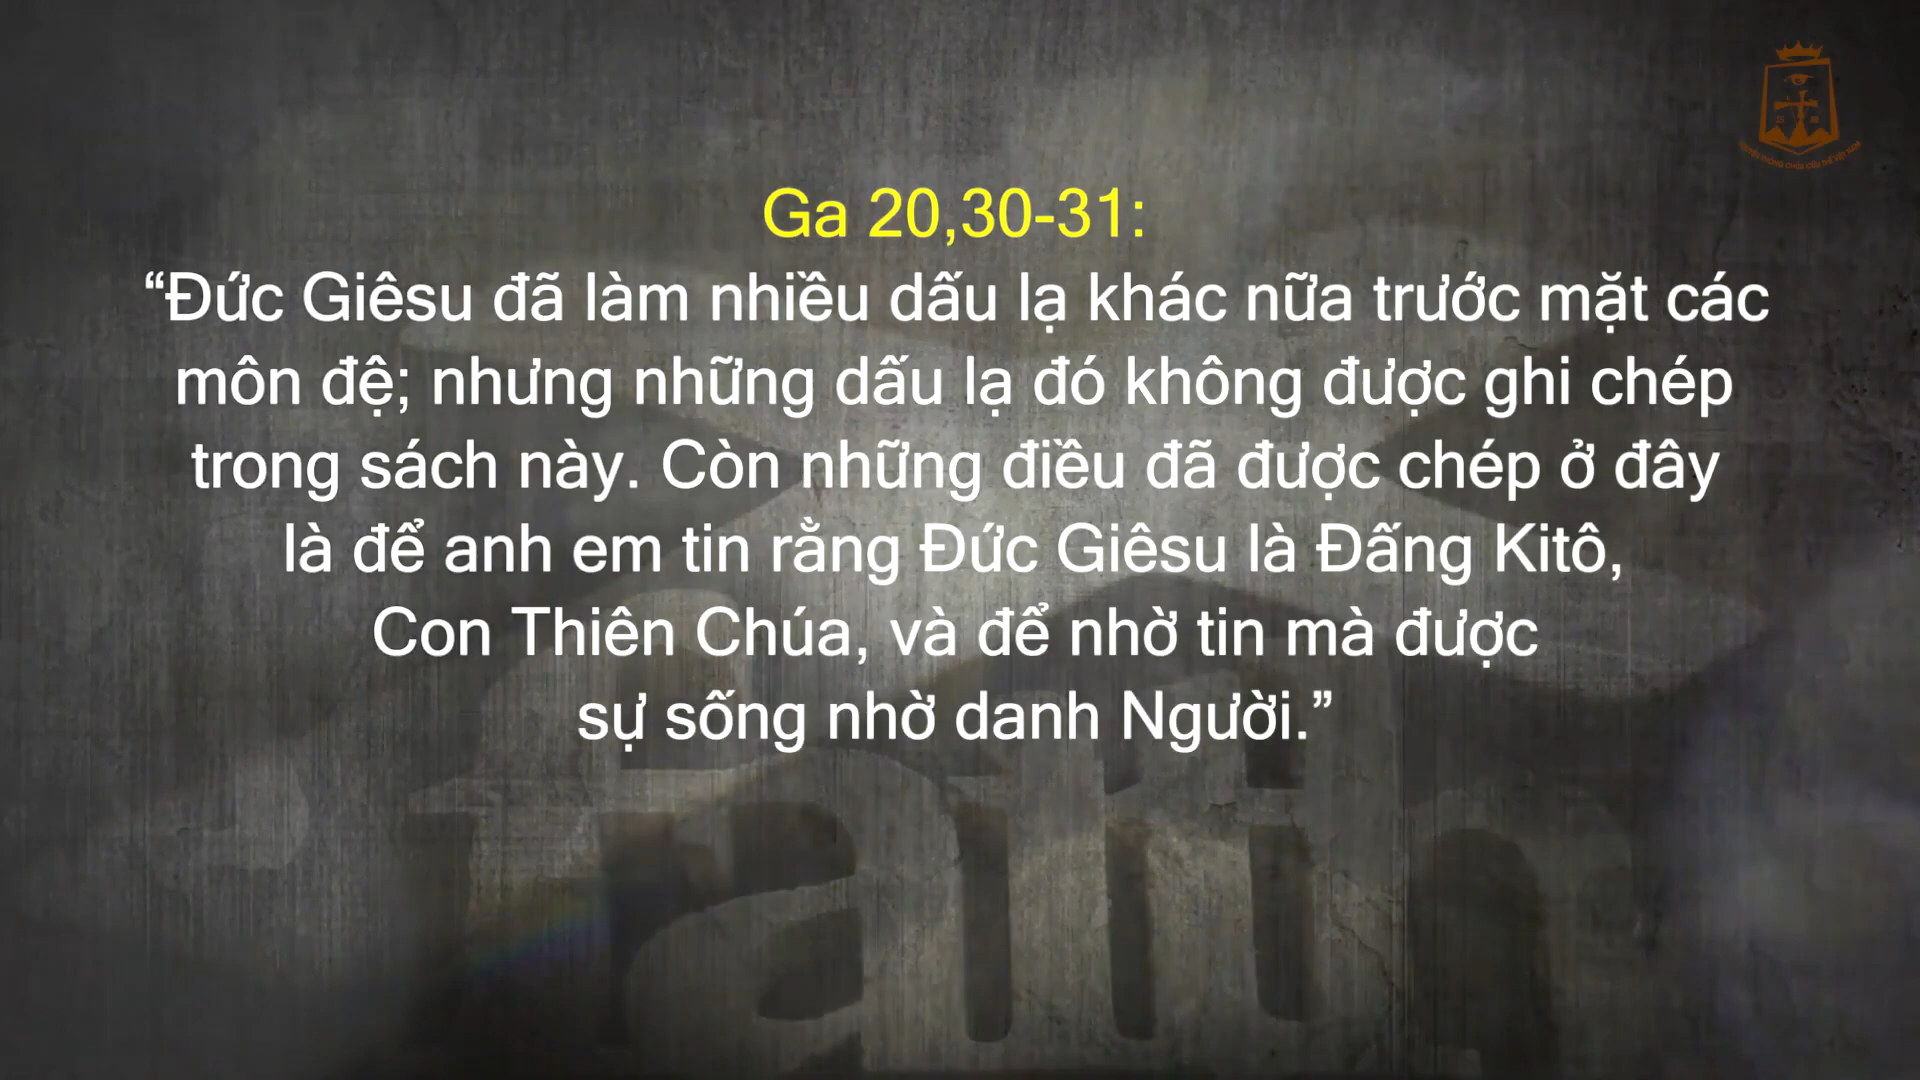 Ga 20,30-31:
“Đức Giêsu đã làm nhiều dấu lạ khác nữa trước mặt các
môn đệ; nhưng những dấu lạ đó không được ghi chép
trong sách này. Còn những điều đã được chép ở đây
là để anh em tin rằng Đức Giêsu là Đấng Kitô,
Con Thiên Chúa, và để nhờ tin mà được
sự sống nhờ danh Người.”